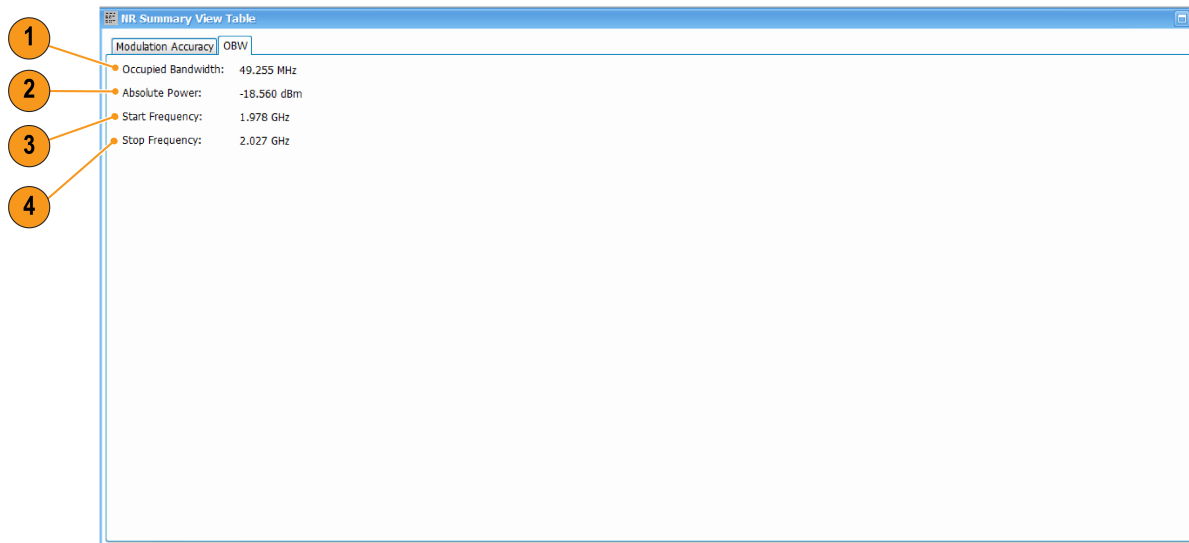 NR Summary View Table
Modulation Accuracy OBW
1
Occupied Bandwidth: 49.255 MHz
2
Absolute Power: -18.560 dBm
3
Start Frequency: 1.978 GHz
4
Stop Frequency: 2.027 GHz